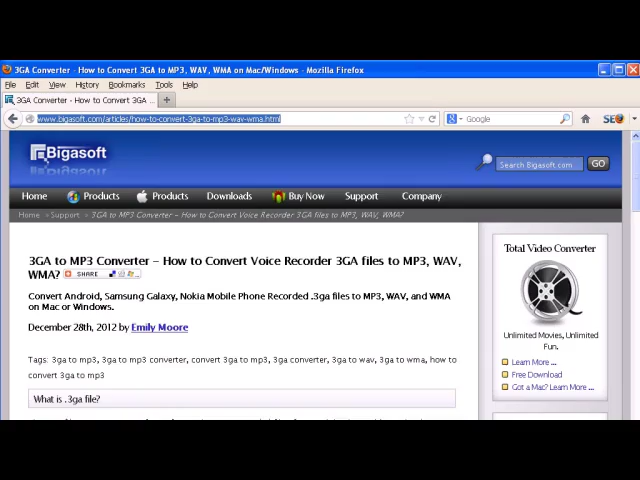 3GA Converter - How to Convert 3GA to MP3, WAV, WMA on Mac/Windows - Mozilla Firefox
File Edit View History Bookmarks Tools Help
3GA Converter - How to Convert 3GA ...
www.bigasoft.com/articles/how-to-convert-3ga-to-mp3-wav-wma.html
Google
SEO
Bigasoft
Search Bigasoft.com
GO
Home Products Products Downloads Buy Now Support Company
Home > Support > 3GA to MP3 Converter – How to Convert Voice Recorder 3GA files to MP3, WAV, WMA?
3GA to MP3 Converter – How to Convert Voice Recorder 3GA files to MP3, WAV,
WMA? SHARE
Convert Android, Samsung Galaxy, Nokia Mobile Phone Recorded .3ga files to MP3, WAV, and WMA
on Mac or Windows.
December 28th, 2012 by Emily Moore
Tags: 3ga to mp3, 3ga to mp3 converter, convert 3ga to mp3, 3ga converter, 3ga to wav, 3ga to wma, how to
convert 3ga to mp3
What is .3ga file?
Total Video Converter
Unlimited Movies, Unlimited
Fun.
Learn More ...
Free Download
Got a Mac? Learn More ...